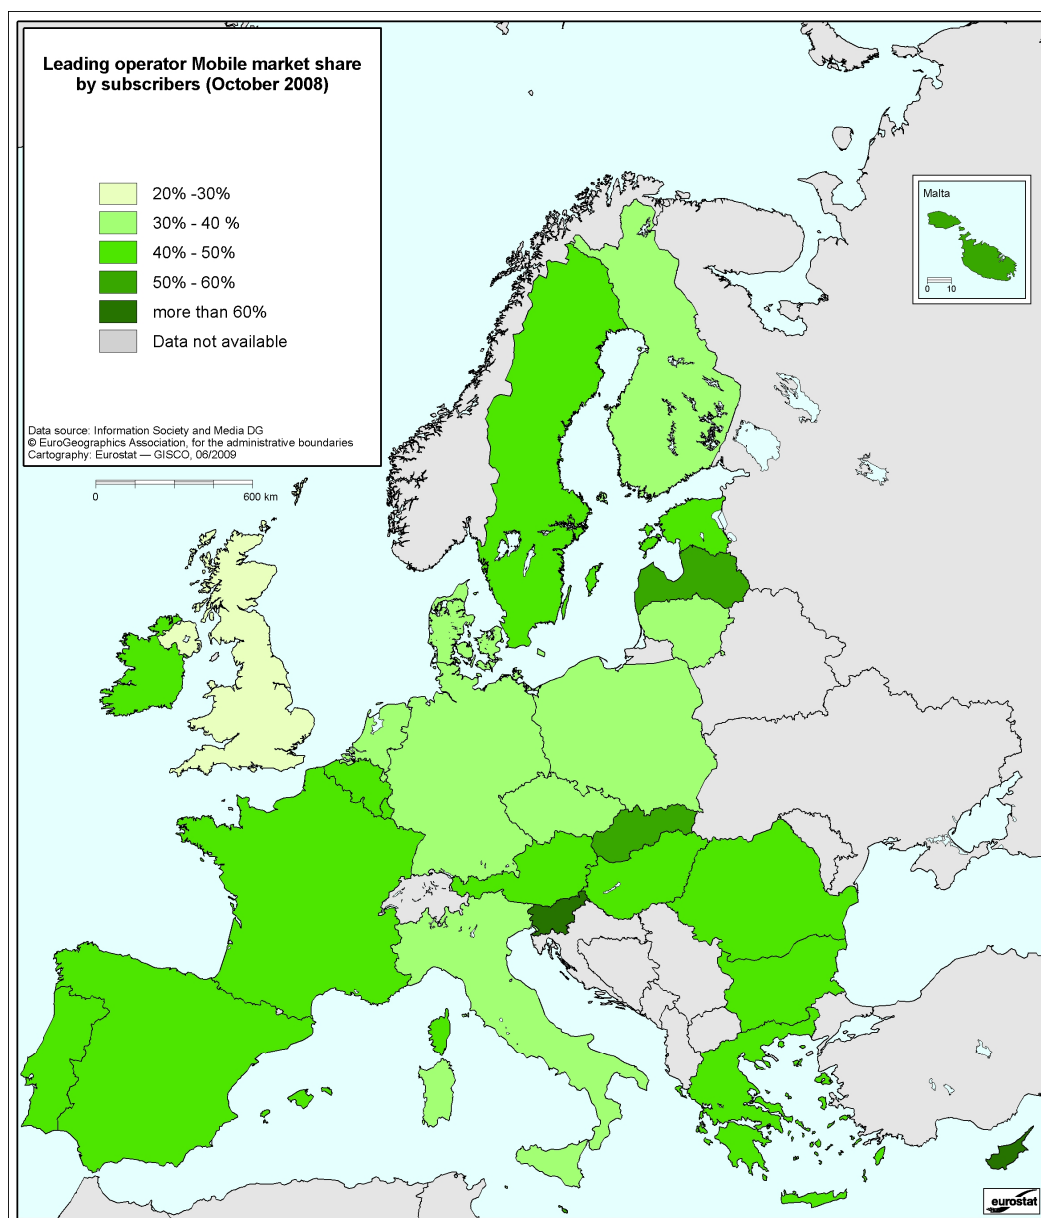 Leading operator Mobile market share
by subscribers (October 2008)
20% -30%
30% - 40 %
40% - 50%
50% - 60%
more than 60%
Data not available
Data source: Information Society and Media DG
© EuroGeographics Association, for the administrative boundaries
Cartography: Eurostat — GISCO, 06/2009
0 600 km
Malta
0 10
eurostat